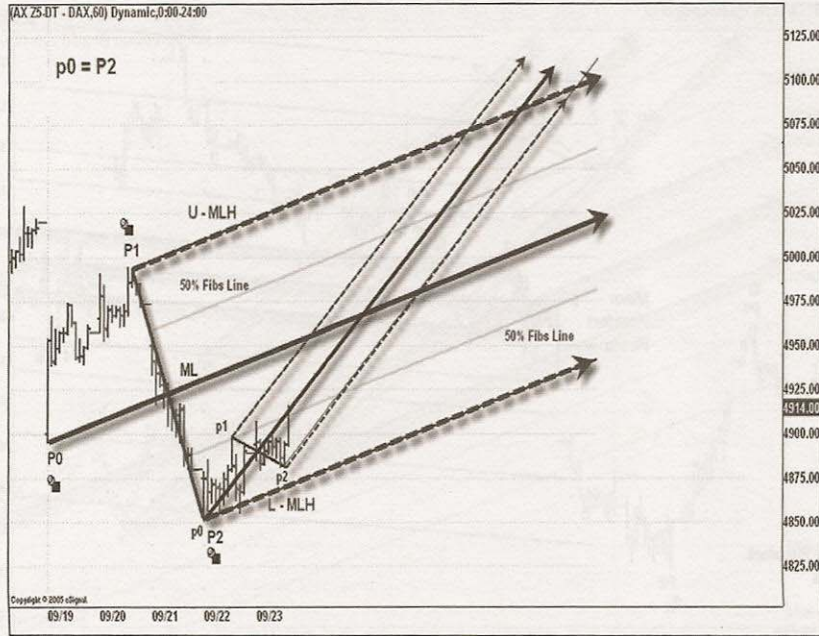 (AX Z5-DT - DAX,60) Dynamic,0:00-24:00
p0 = P2
5125.00
5100.00
5075.00
5050.00
5025.00
5000.00
4975.00
4950.00
4925.00
4914.00
4900.00
4875.00
4850.00
4825.00
U - MLH
P1
50% Fibs Line
50% Fibs Line
ML
p1
P0
p2
L - MLH
p0 P2
Copyright © 2005 eSignal.
09/19 09/20 09/21 09/22 09/23